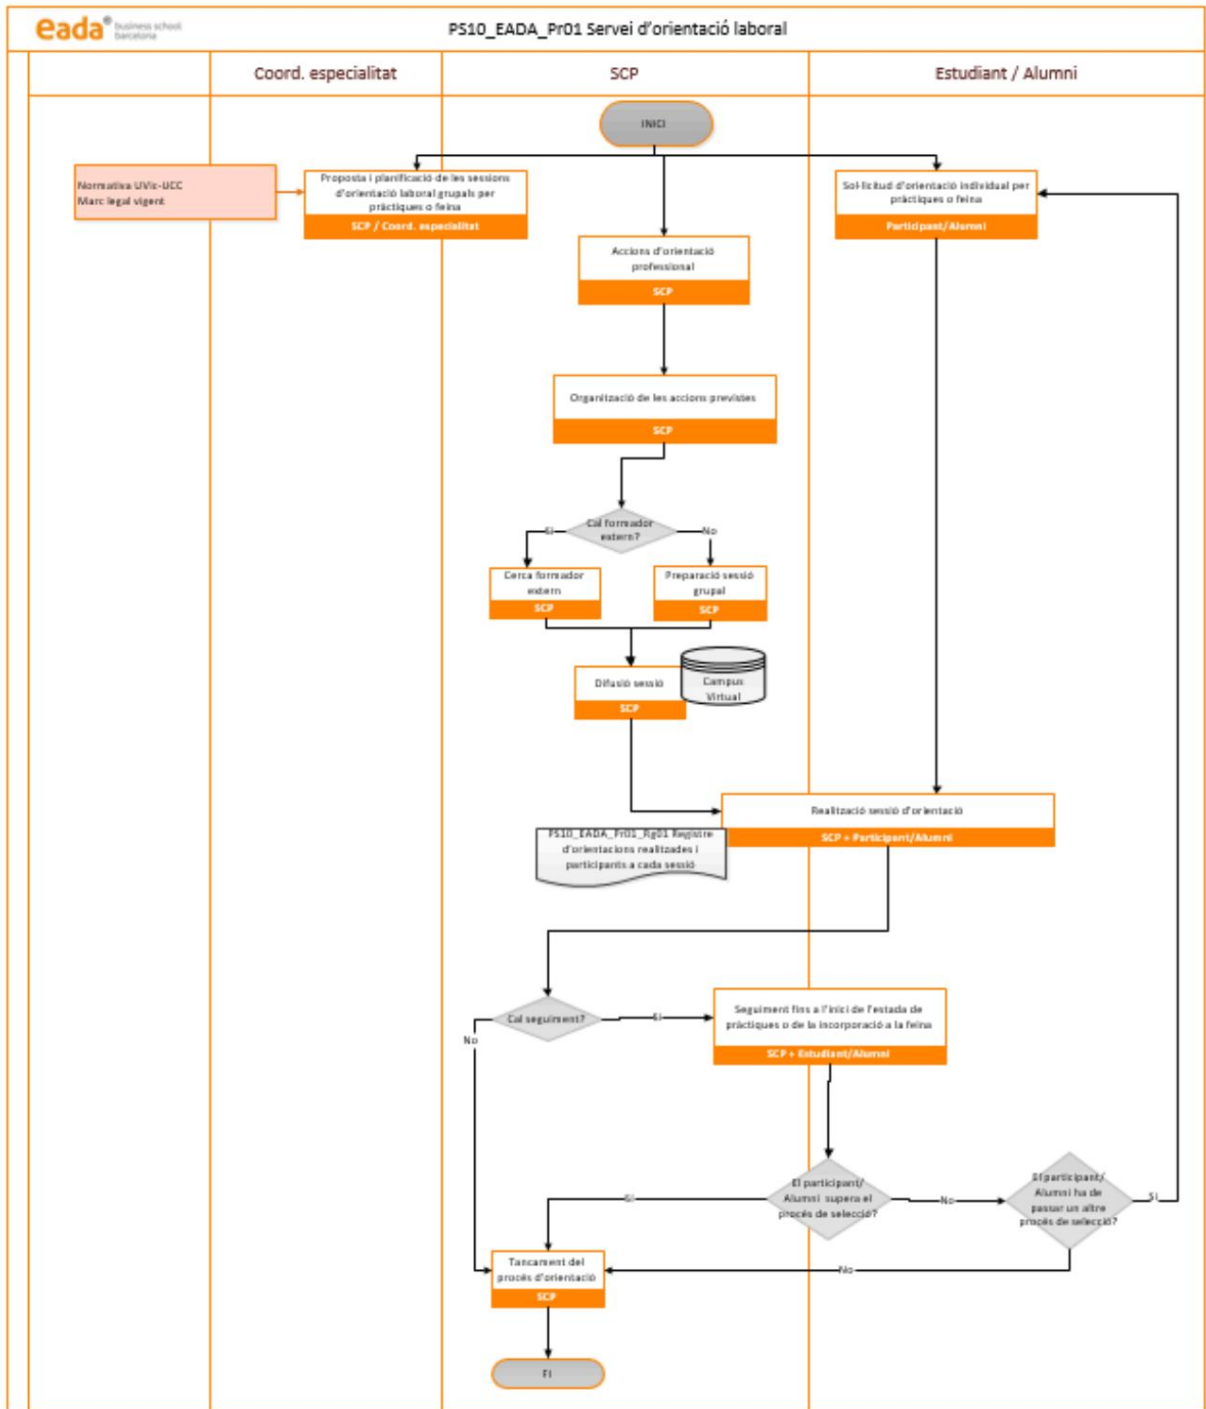 eada® business school
barcelona
PS10_EADA_Pr01 Servei d'orientació laboral
Coord. especialitat
SCP
Estudiant / Alumni
INICI
Normativa UVic-UCC
Marc legal vigent
Proposta i planificació de les sessions
d'orientació laboral grupals per
pràctiques o feina
SCP / Coord. especialitat
Sol·licitud d'orientació individual per
pràctiques o feina
Participant/Alumni
Accions d'orientació
professional
SCP
Organització de les accions previstes
SCP
Cal formador
extern?
Si
No
Cerca formador
extern
SCP
Preparació sessió
grupal
SCP
Difusió sessió
SCP
Campus
Virtual
Realització sessió d'orientació
SCP + Participant/Alumni
PS10_EADA_Pr01_Rg01 Registre
d'orientacions realitzades i
participants a cada sessió
Cal seguiment?
Si
No
Seguiment fins a l'inici de l'estada de
pràctiques o de la incorporació a la feina
SCP + Estudiant/Alumni
El participant/
Alumni supera el
procés de selecció?
Si
No
El participant/
Alumni ha de
passar un altre
procés de selecció?
Si
No
Tancament del
procés d'orientació
SCP
FI